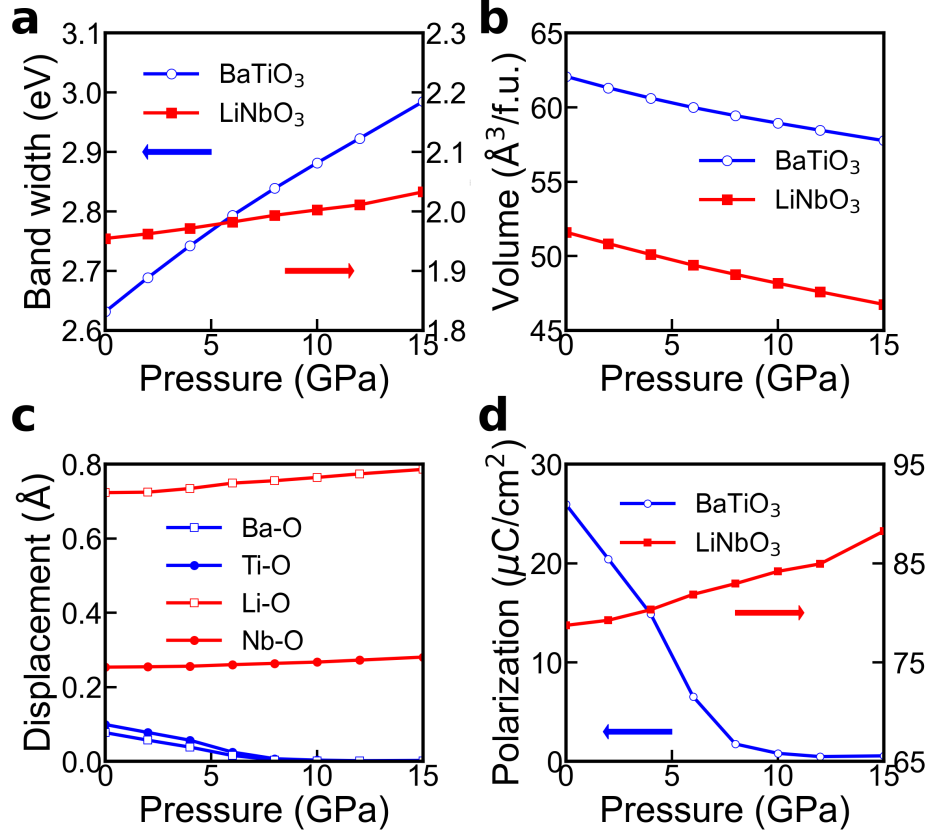 a
3.1
3.0
2.9
2.8
2.7
2.6
Band width (eV)
BaTiO₃
LiNbO₃
2.3
2.2
2.1
2.0
1.9
1.8
0 5 10 15
Pressure (GPa)
b
65
60
55
50
45
Volume (Å³/f.u.)
BaTiO₃
LiNbO₃
0 5 10 15
Pressure (GPa)
c
0.8
0.6
0.4
0.2
0.0
Displacement (Å)
Ba-O
Ti-O
Li-O
Nb-O
0 5 10 15
Pressure (GPa)
d
30
20
10
0
Polarization (μC/cm²)
BaTiO₃
LiNbO₃
95
85
75
65
0 5 10 15
Pressure (GPa)